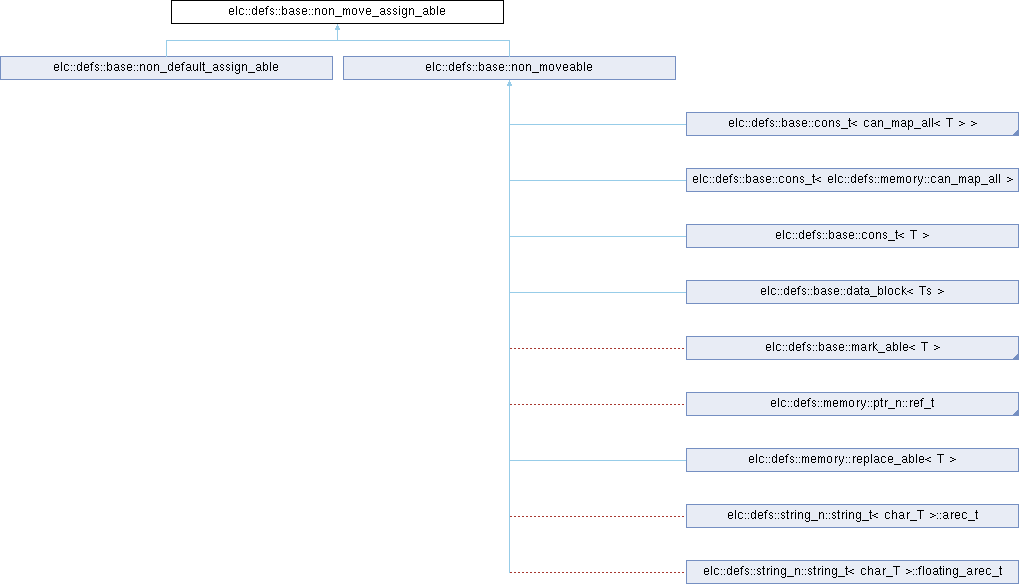 elc::defs::base::non_move_assign_able
elc::defs::base::non_default_assign_able
elc::defs::base::non_moveable
elc::defs::base::cons_t< can_map_all< T > >
elc::defs::base::cons_t< elc::defs::memory::can_map_all >
elc::defs::base::cons_t< T >
elc::defs::base::data_block< Ts >
elc::defs::base::mark_able< T >
elc::defs::memory::ptr_n::ref_t
elc::defs::memory::replace_able< T >
elc::defs::string_n::string_t< char_T >::arec_t
elc::defs::string_n::string_t< char_T >::floating_arec_t